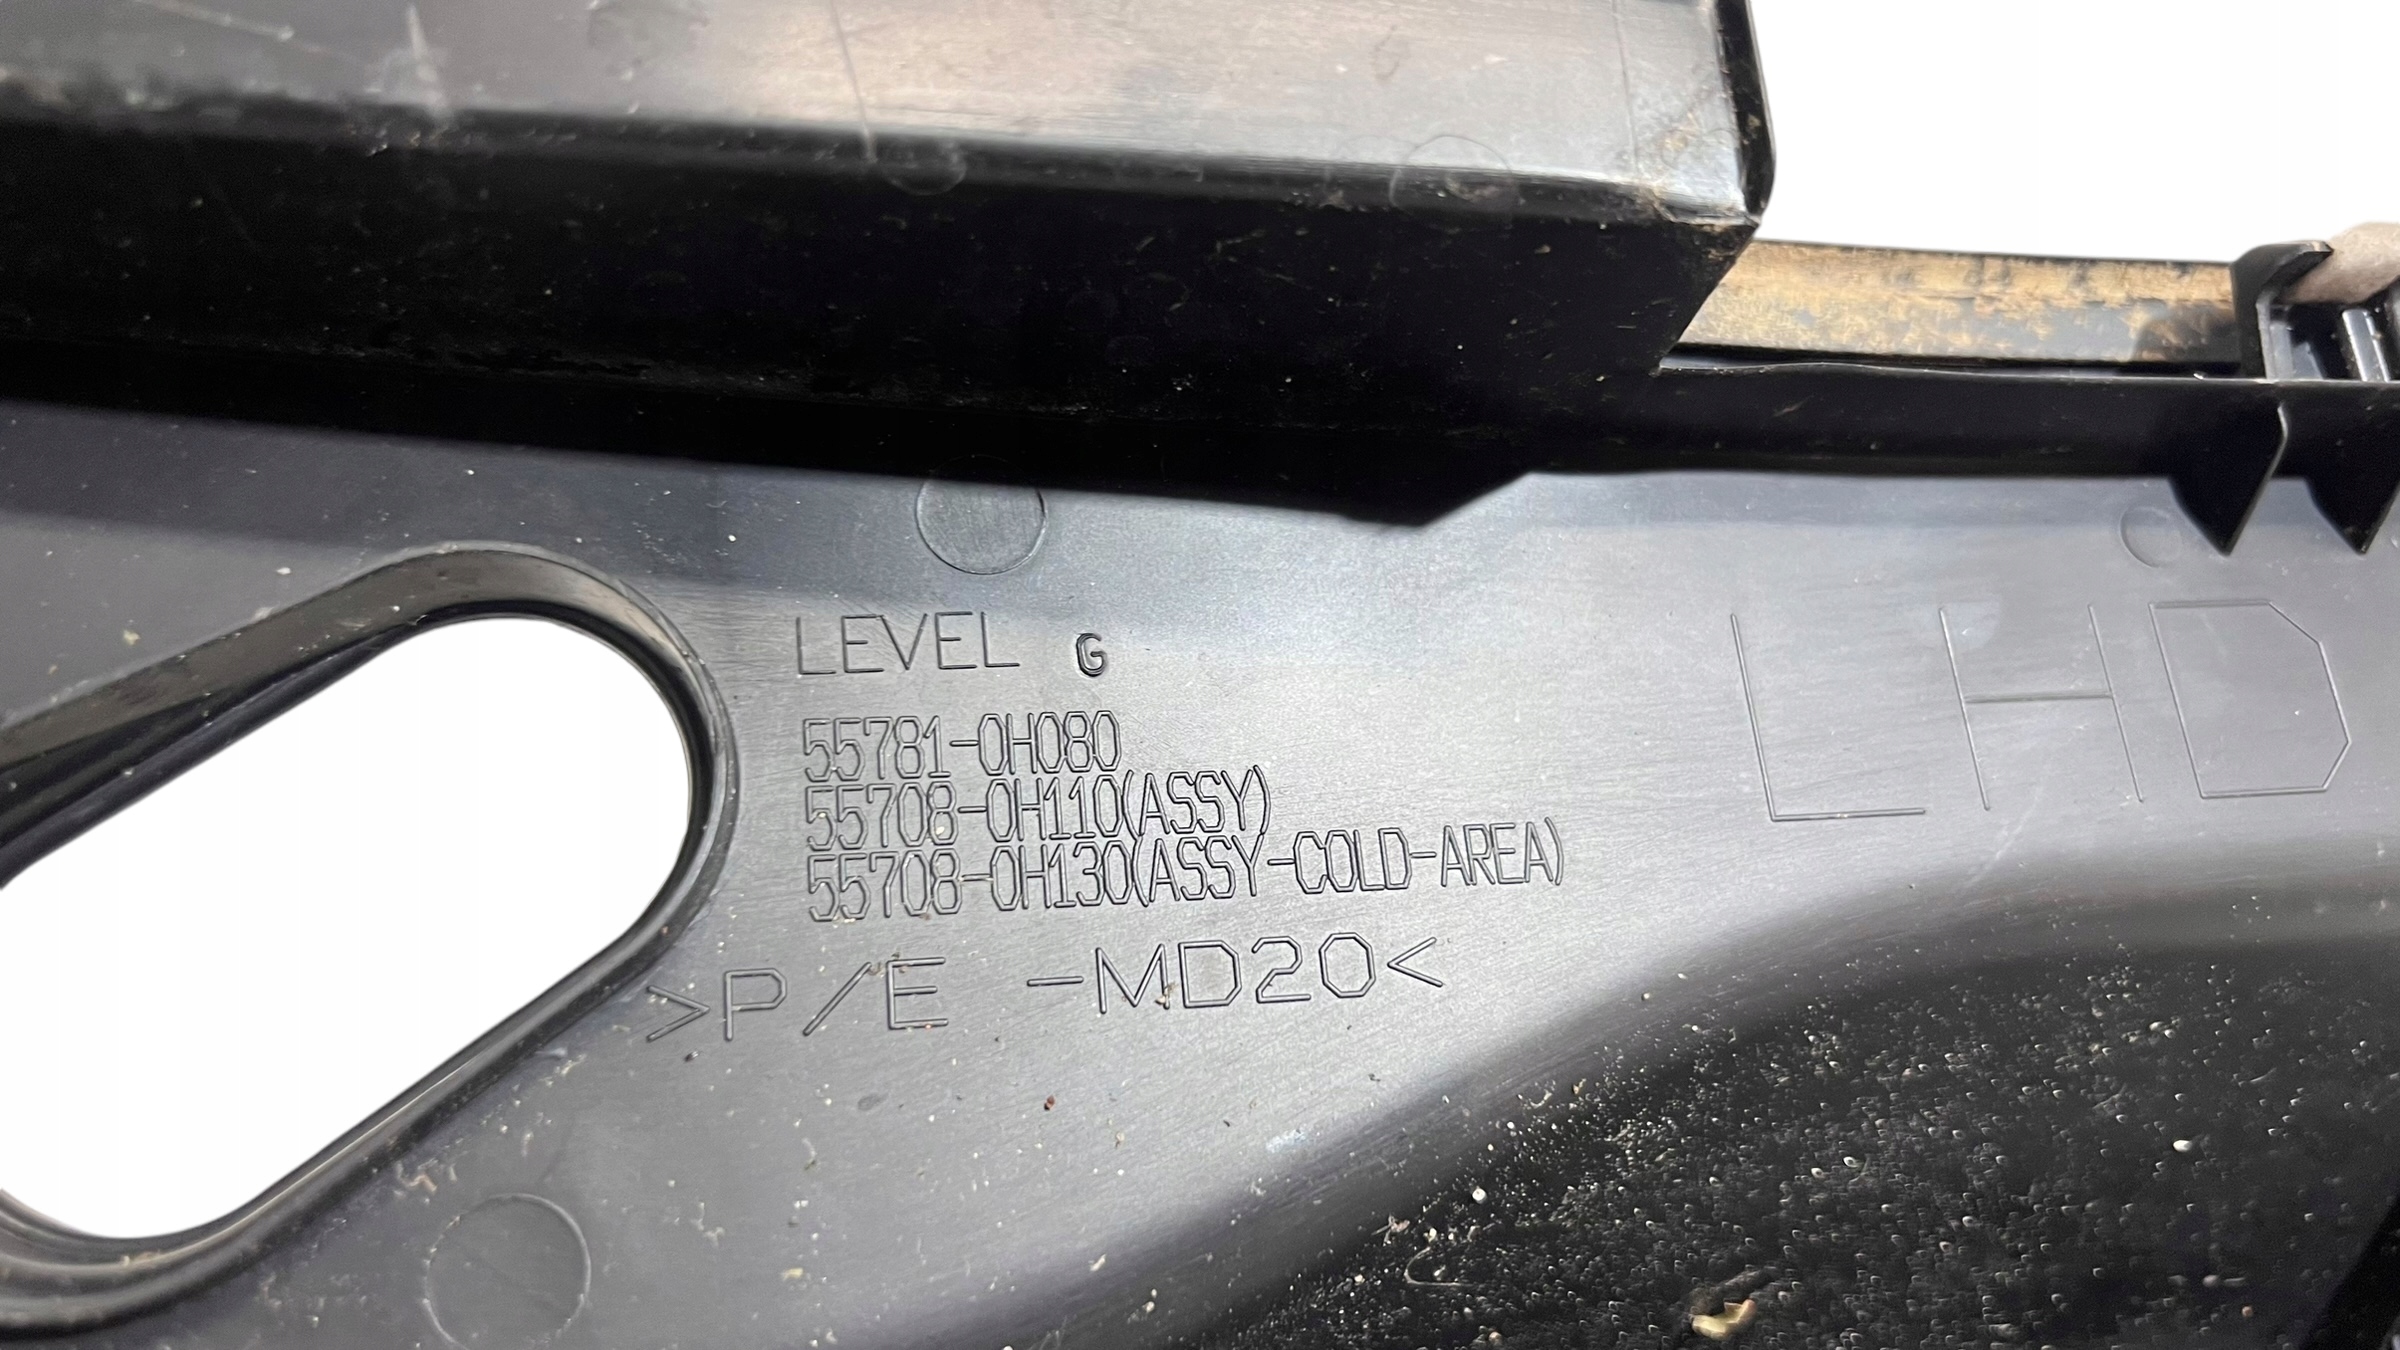 LEVEL G
55781-0H080
55708-0H110(ASSY)
55708-0H130(ASSY-COLD-AREA)
>P/E -MD20<
LHD